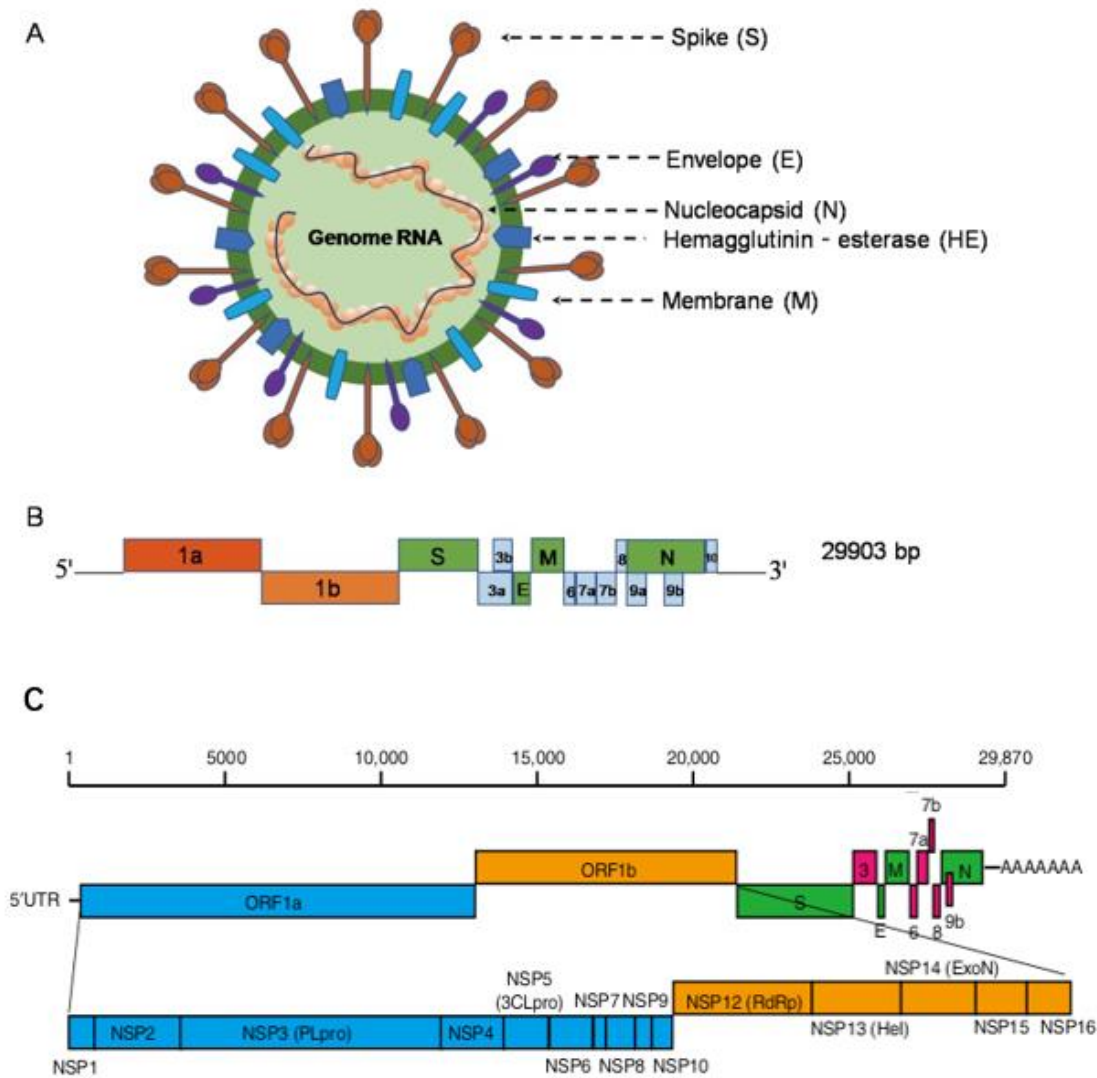 A
Spike (S)
Envelope (E)
Nucleocapsid (N)
Genome RNA
Hemagglutinin - esterase (HE)
Membrane (M)
B
1a
S
3b
M
8
N
10
29903 bp
5'
3'
1b
3a
E
6
7a
7b
9a
9b
C
1
5000
10,000
15,000
20,000
25,000
29,870
7b
7a
ORF1b
3
M
N
AAAAAAA
5'UTR
ORF1a
S
E
6
8
9b
NSP14 (ExoN)
NSP5
(3CLpro)
NSP7
NSP9
NSP12 (RdRp)
NSP2
NSP3 (PLpro)
NSP4
NSP13 (Hel)
NSP15
NSP16
NSP1
NSP6
NSP8
NSP10